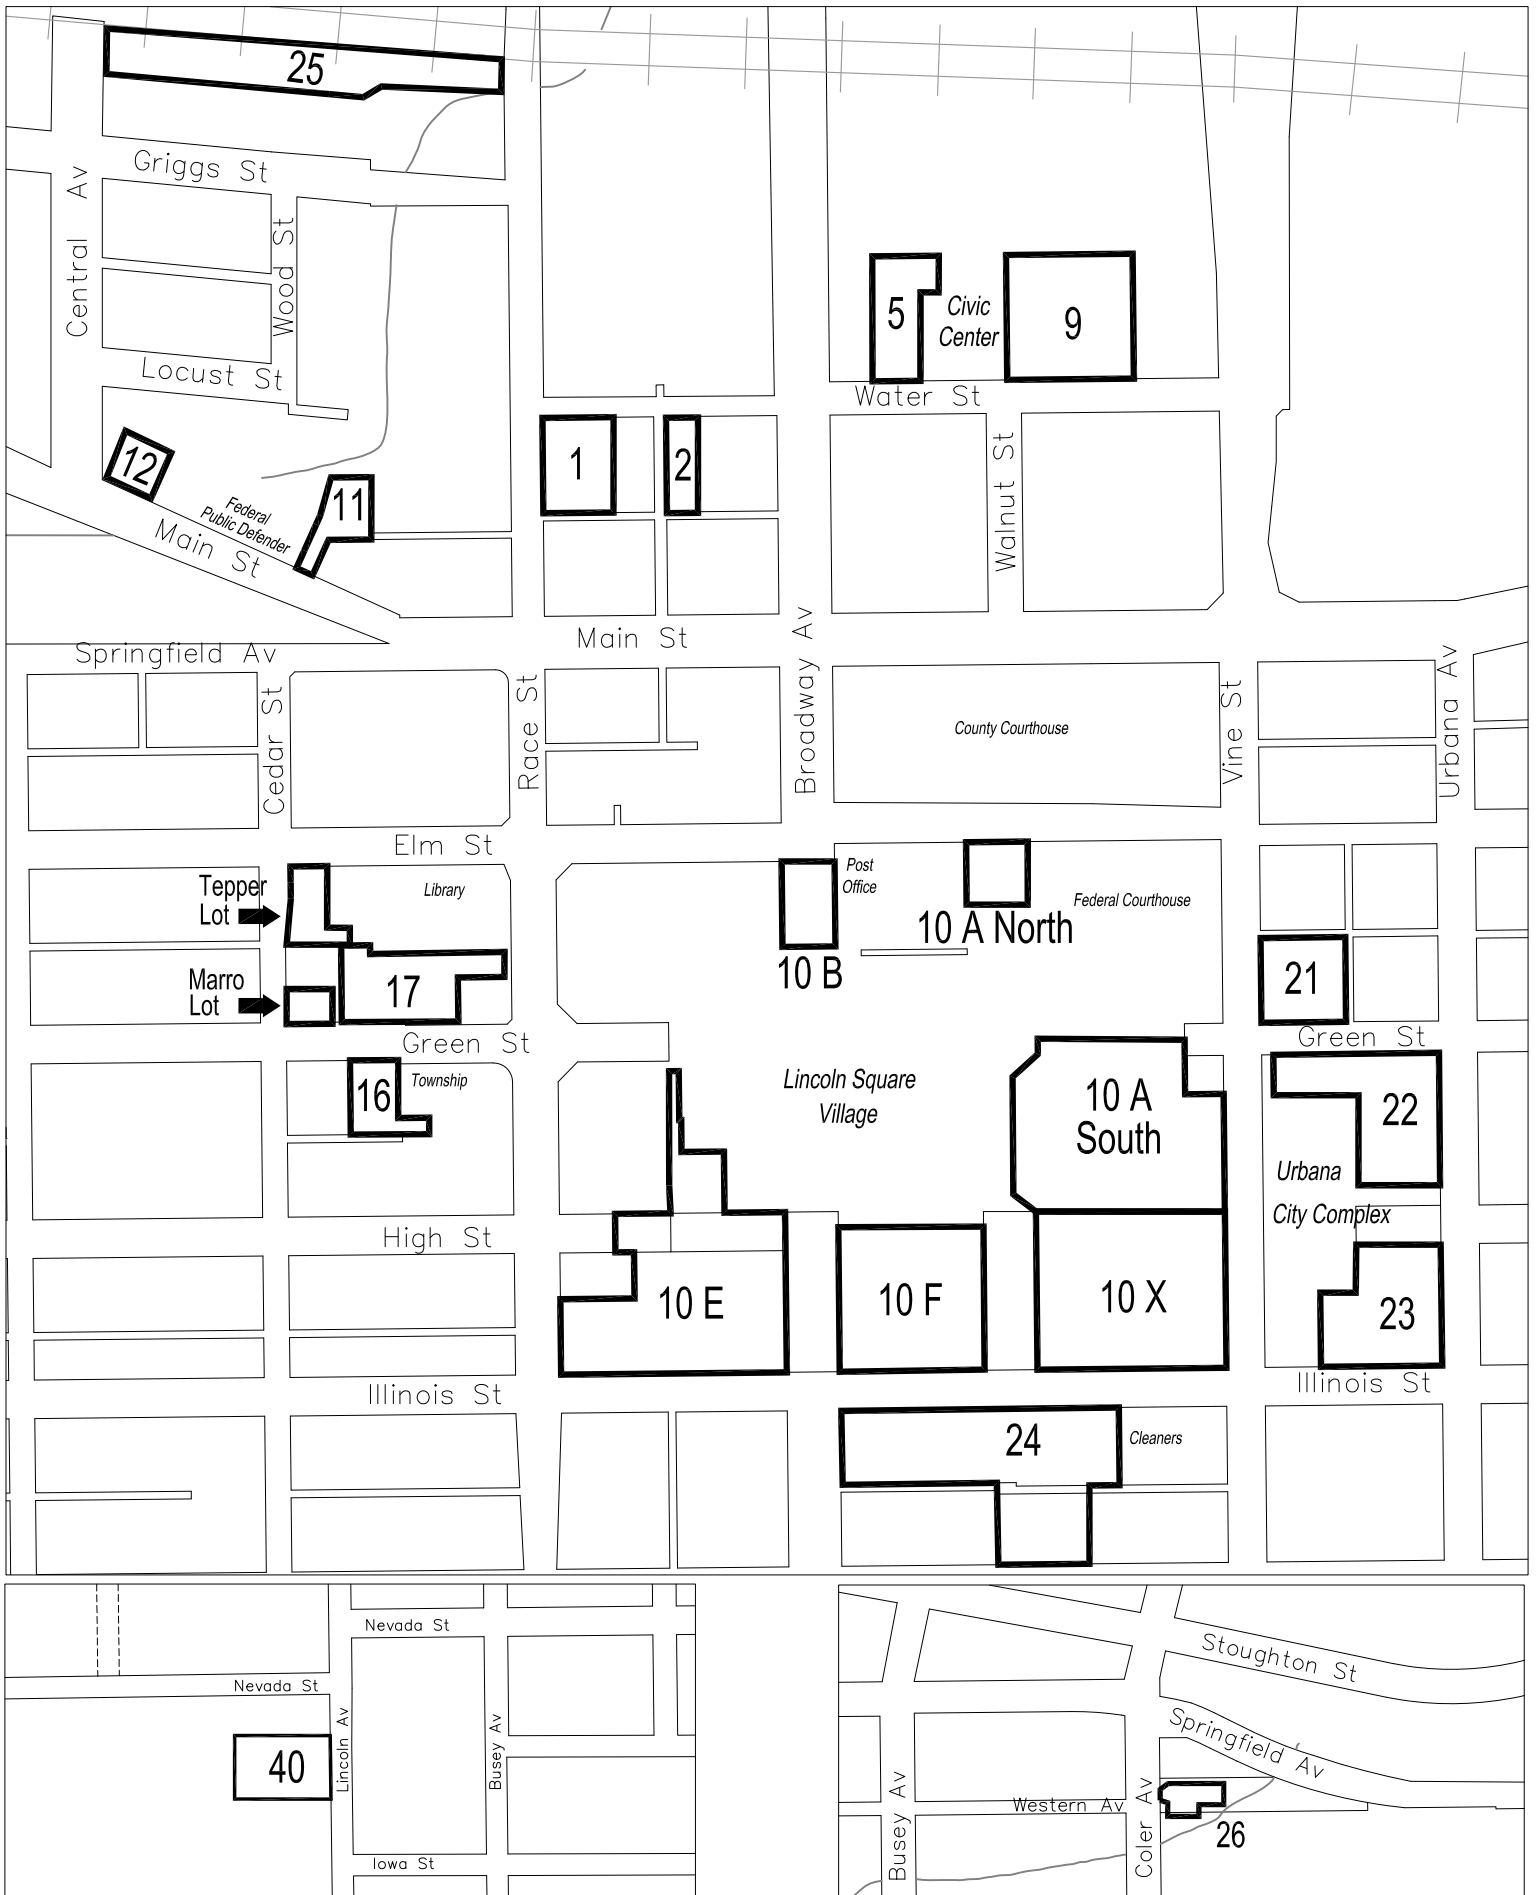 25
Griggs St
Central Av
Wood St
Locust St
5
Civic
Center
9
Water St
12
Federal
Public Defender
11
1
2
Walnut St
Main St
Main St
Springfield Av
Cedar St
Race St
Broadway Av
County Courthouse
Vine St
Urbana Av
Elm St
Tepper
Lot
Library
Post
Office
10 B
10 A North
Federal Courthouse
Marro
Lot
17
21
Green St
Green St
16
Township
Lincoln Square
Village
10 A
South
22
Urbana
City Complex
High St
10 E
10 F
10 X
23
Illinois St
Illinois St
24
Cleaners
Nevada St
Nevada St
40
Lincoln Av
Busey Av
Iowa St
Stoughton St
Springfield Av
Busey Av
Western Av
Coler Av
26